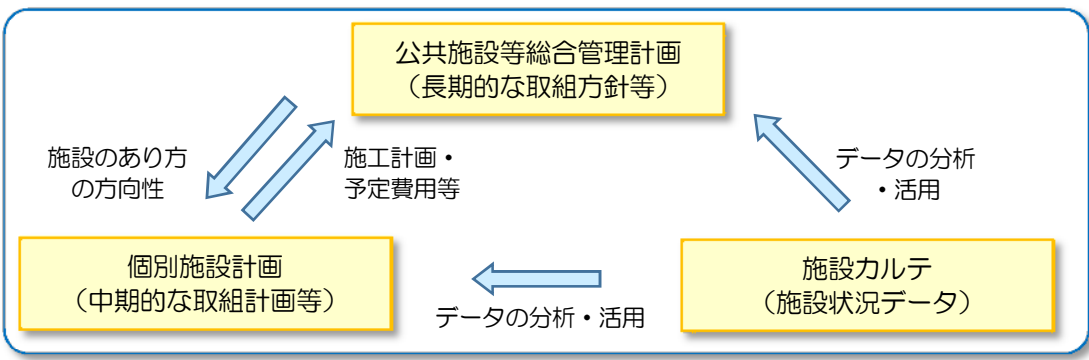 公共施設等総合管理計画
（長期的な取組方針等）
施設のあり方
の方向性
施工計画・
予定費用等
データの分析
・活用
個別施設計画
（中期的な取組計画等）
データの分析・活用
施設カルテ
（施設状況データ）